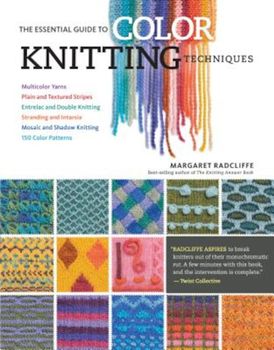 THE ESSENTIAL GUIDE TO COLOR
KNITTING TECHNIQUES
Multicolor Yarns
Plain and Textured Stripes
Entrelac and Double Knitting
Stranding and Intarsia
Mosaic and Shadow Knitting
150 Color Patterns
MARGARET RADCLIFFE
best-selling author of The Knitting Answer Book
"RADCLIFFE ASPIRES to break
knitters out of their monochromatic
rut. A few minutes with this book,
and the intervention is complete."
— Twist Collective